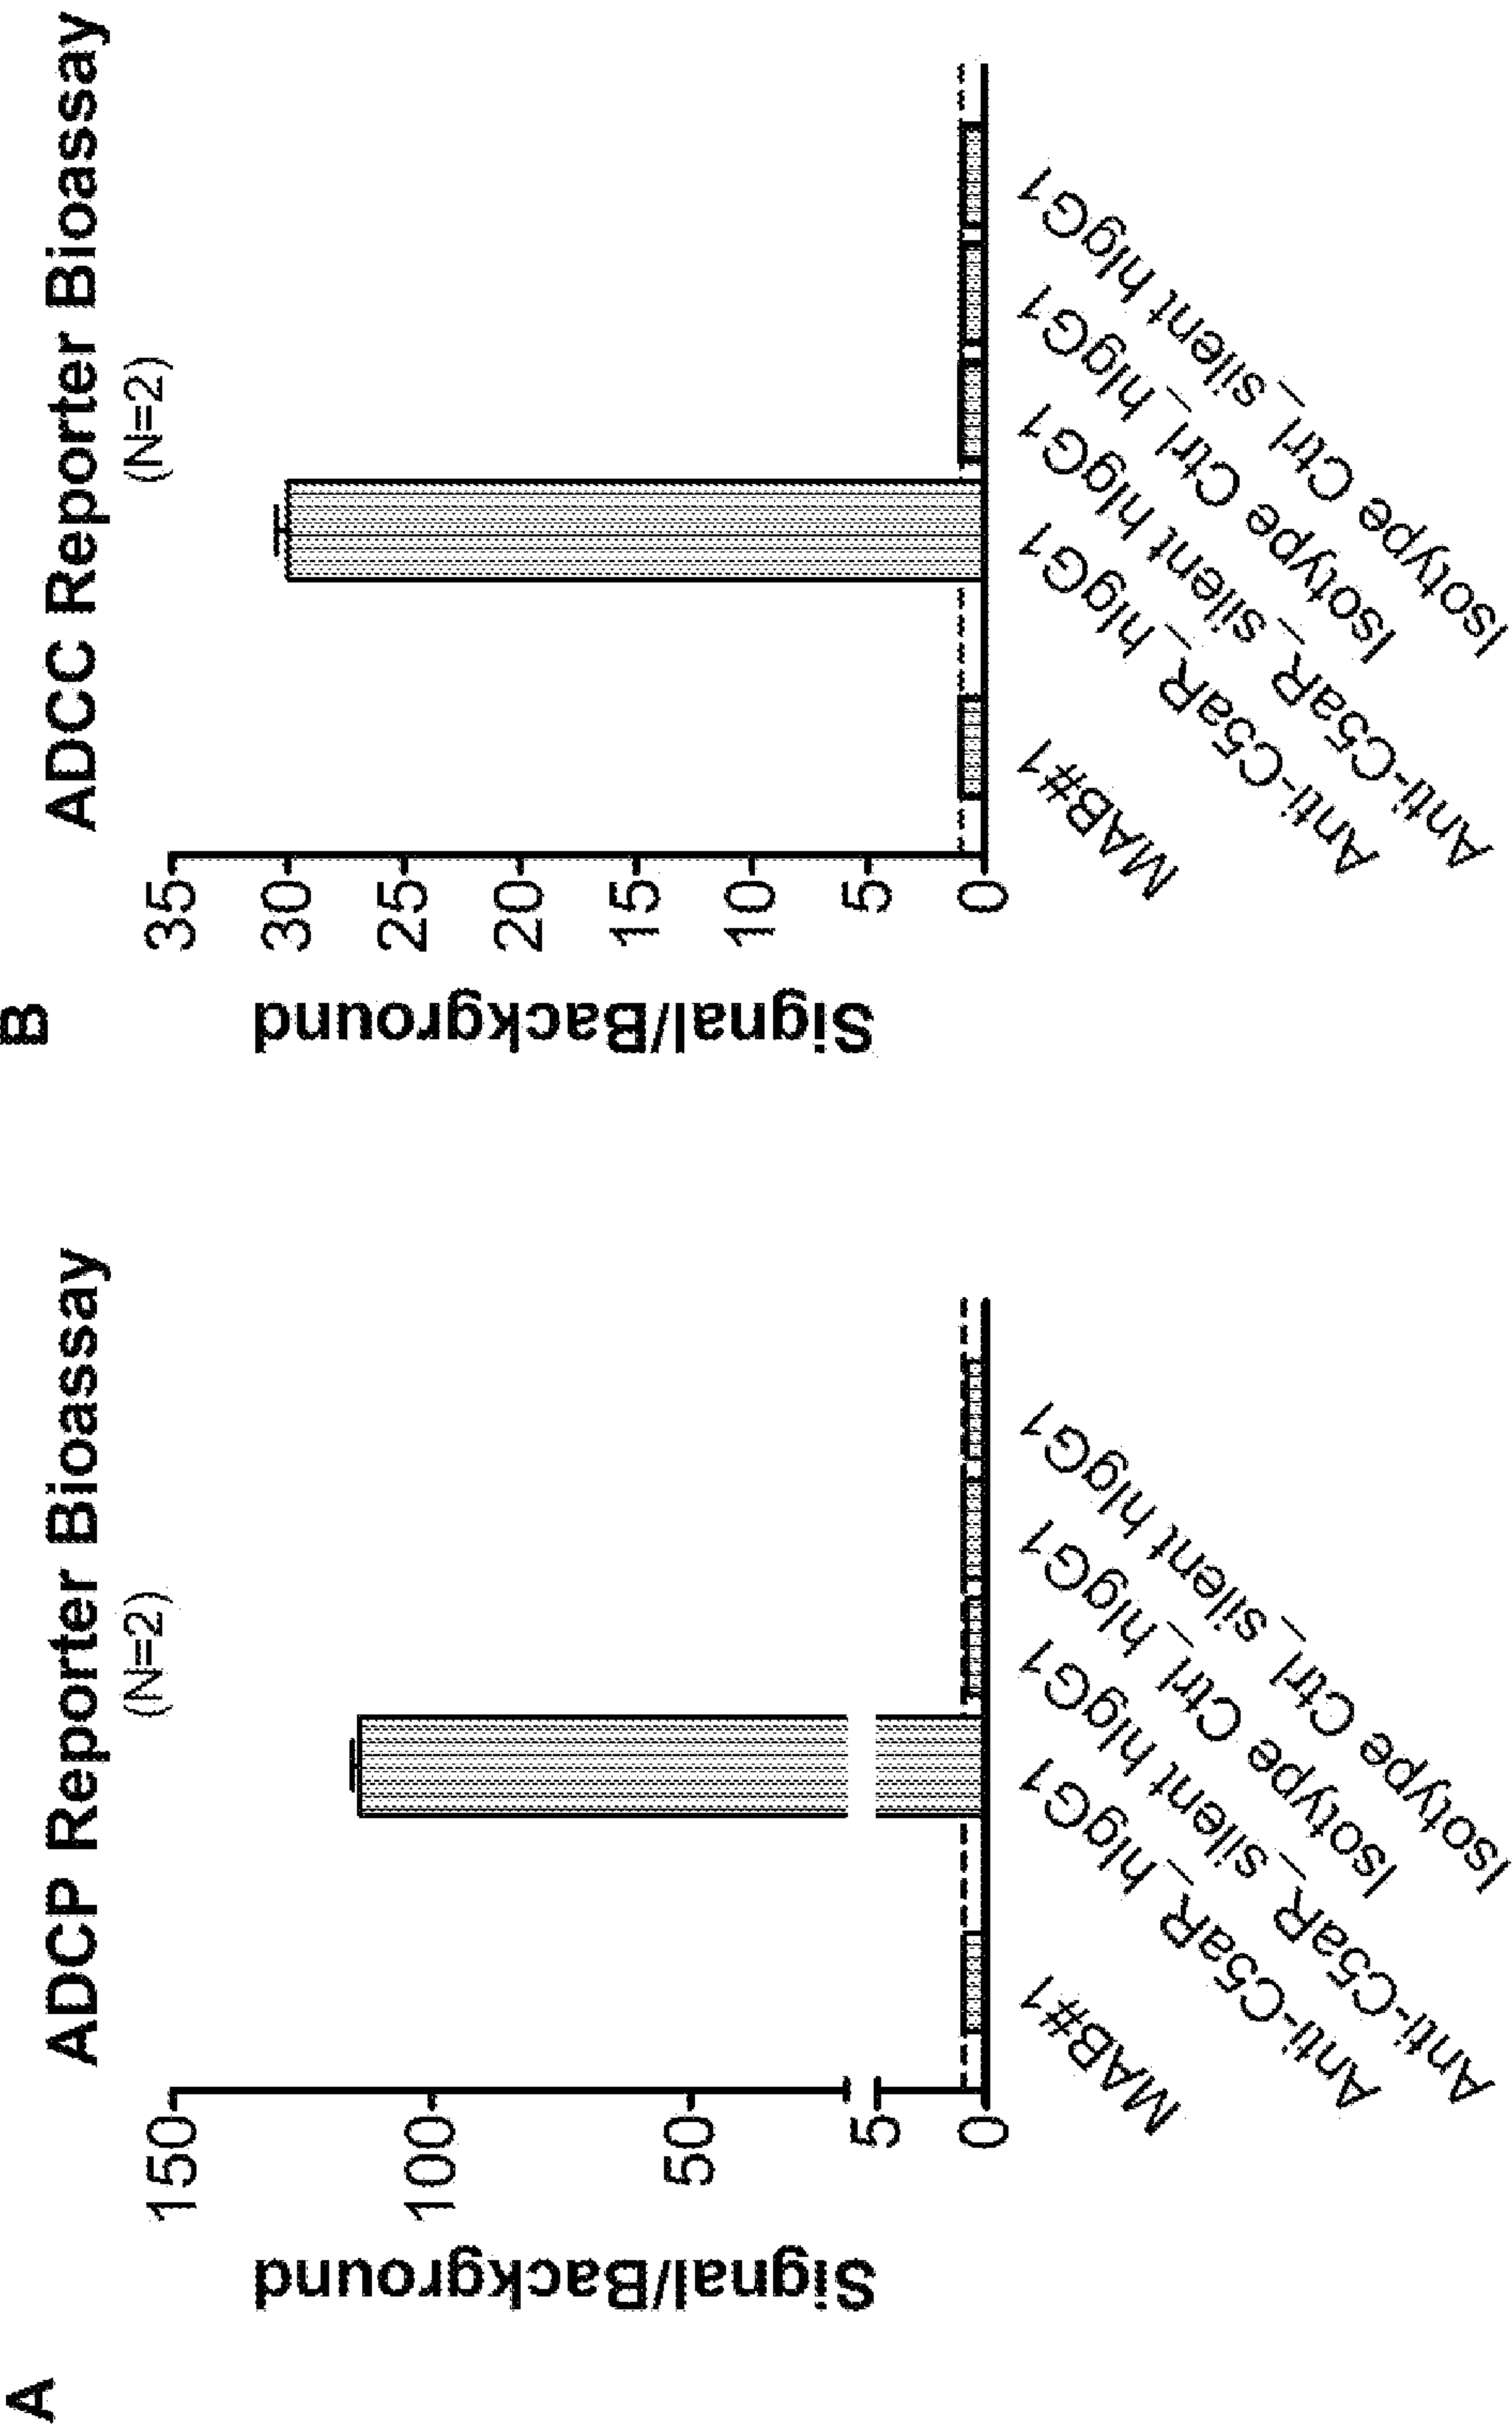 A
ADCP Reporter Bioassay
(N=2)
Signal/Background
150
100
50
5
0
MAB#1
Anti-C5aR_hIgG1
Anti-C5aR_silent hIgG1
Isotype Ctrl_hIgG1
Isotype Ctrl_silent hIgG1
B
ADCC Reporter Bioassay
(N=2)
Signal/Background
35
30
25
20
15
10
5
0
MAB#1
Anti-C5aR_hIgG1
Anti-C5aR_silent hIgG1
Isotype Ctrl_hIgG1
Isotype Ctrl_silent hIgG1